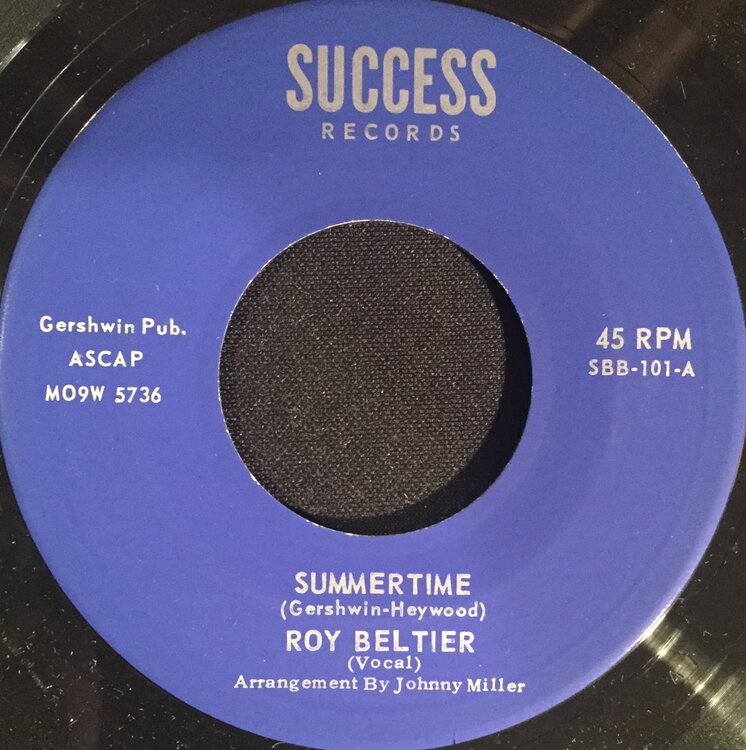 SUCCESS
RECORDS
Gershwin Pub.
ASCAP
MO9W 5736
45 RPM
SBB-101-A
SUMMERTIME
(Gershwin-Heywood)
ROY BELTIER
(Vocal)
Arrangement By Johnny Miller